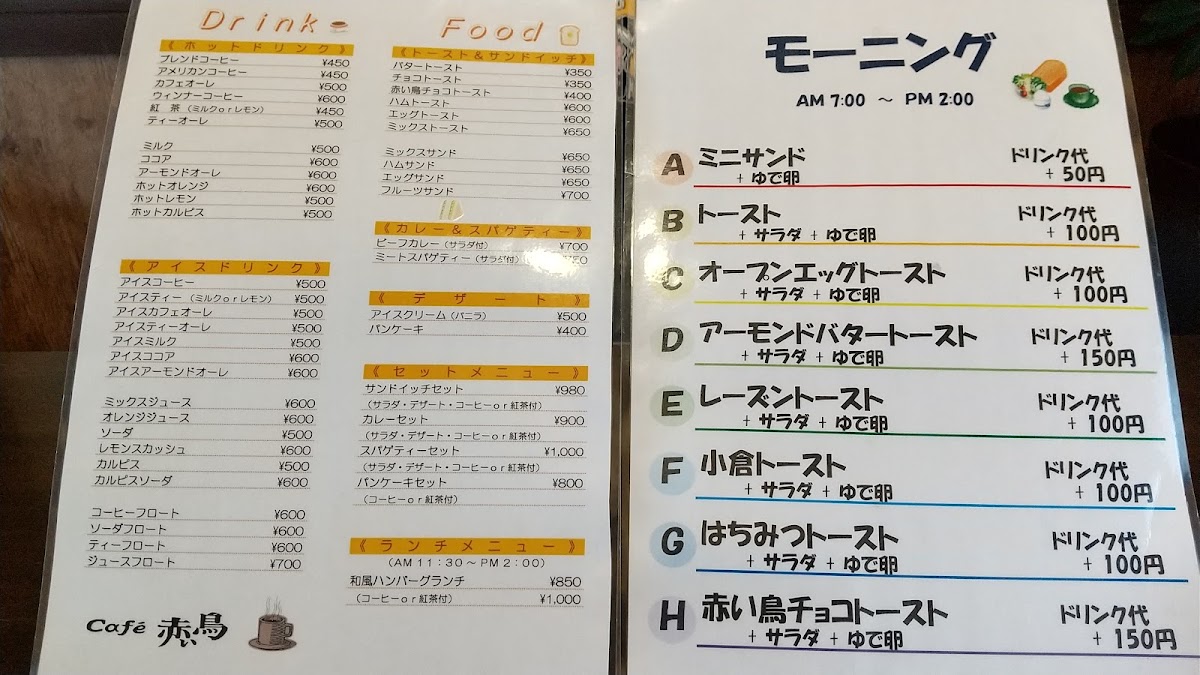 Drink
《ホットドリンク》
ブレンドコーヒー ¥450
アメリカンコーヒー ¥450
カフェオーレ ¥500
ウィンナーコーヒー ¥600
紅 茶 (ミルクorレモン) ¥450
ティーオーレ ¥500
ミルク ¥500
ココア ¥600
アーモンドオーレ ¥600
ホットオレンジ ¥600
ホットレモン ¥500
ホットカルピス ¥500
《アイスドリンク》
アイスコーヒー ¥500
アイスティー (ミルクorレモン) ¥500
アイスカフェオーレ ¥500
アイスティーオーレ ¥500
アイスミルク ¥500
アイスココア ¥600
アイスアーモンドオーレ ¥600
ミックスジュース ¥600
オレンジジュース ¥600
ソーダ ¥500
レモンスカッシュ ¥600
カルピス ¥500
カルピスソーダ ¥600
コーヒーフロート ¥600
ソーダフロート ¥600
ティーフロート ¥600
ジュースフロート ¥700
Café 赤い鳥
Food
《トースト&サンドイッチ》
バタートースト ¥350
チョコトースト ¥350
赤い鳥チョコトースト ¥400
ハムトースト ¥600
エッグトースト ¥600
ミックストースト ¥650
ミックスサンド ¥650
ハムサンド ¥650
エッグサンド ¥650
フルーツサンド ¥700
《カレー&スパゲティー》
ビーフカレー (サラダ付) ¥700
ミートスパゲティー (サラダ付)
《デザート》
アイスクリーム (バニラ) ¥500
パンケーキ ¥400
《セットメニュー》
サンドイッチセット ¥980
(サラダ・デザート・コーヒーor紅茶付)
カレーセット ¥900
(サラダ・デザート・コーヒーor紅茶付)
スパゲティーセット ¥1,000
(サラダ・デザート・コーヒーor紅茶付)
パンケーキセット ¥800
(コーヒーor紅茶付)
《ランチメニュー》
(AM11:30~PM2:00)
和風ハンバーグランチ ¥850
(コーヒーor紅茶付) ¥1,000
モーニング
AM 7:00 ~ PM 2:00
A ミニサンド ドリンク代
+ ゆで卵 + 50円
B トースト ドリンク代
+ サラダ + ゆで卵 + 100円
C オープンエッグトースト ドリンク代
+ サラダ + ゆで卵 + 100円
D アーモンドバタートースト ドリンク代
+ サラダ + ゆで卵 + 150円
E レーズントースト ドリンク代
+ サラダ + ゆで卵 + 100円
F 小倉トースト ドリンク代
+ サラダ + ゆで卵 + 100円
G はちみつトースト ドリンク代
+ サラダ + ゆで卵 + 100円
H 赤い鳥チョコトースト ドリンク代
+ サラダ + ゆで卵 + 150円